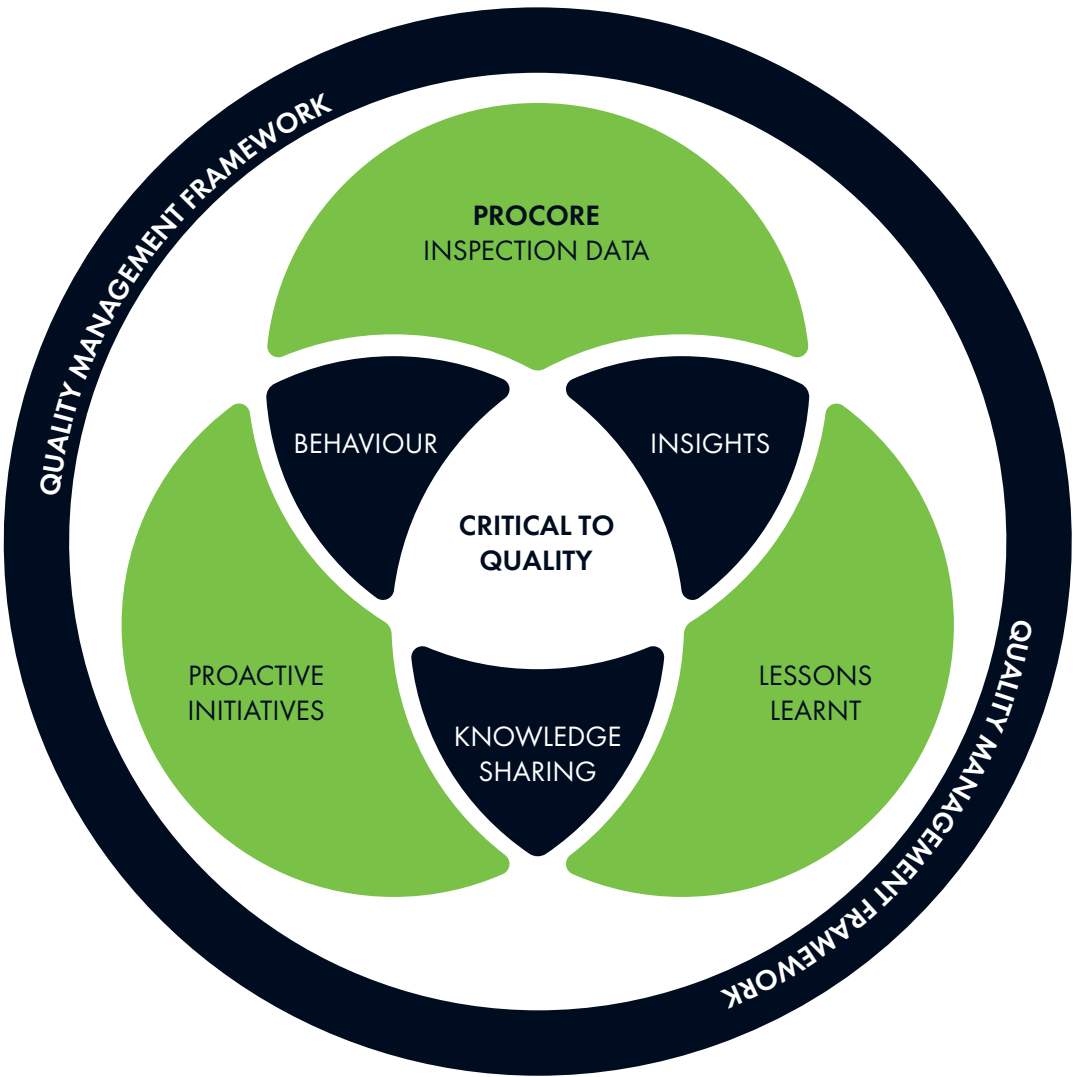 QUALITY MANAGEMENT FRAMEWORK
PROCORE
INSPECTION DATA
BEHAVIOUR
INSIGHTS
CRITICAL TO
QUALITY
PROACTIVE
INITIATIVES
LESSONS
LEARNT
KNOWLEDGE
SHARING
QUALITY MANAGEMENT FRAMEWORK